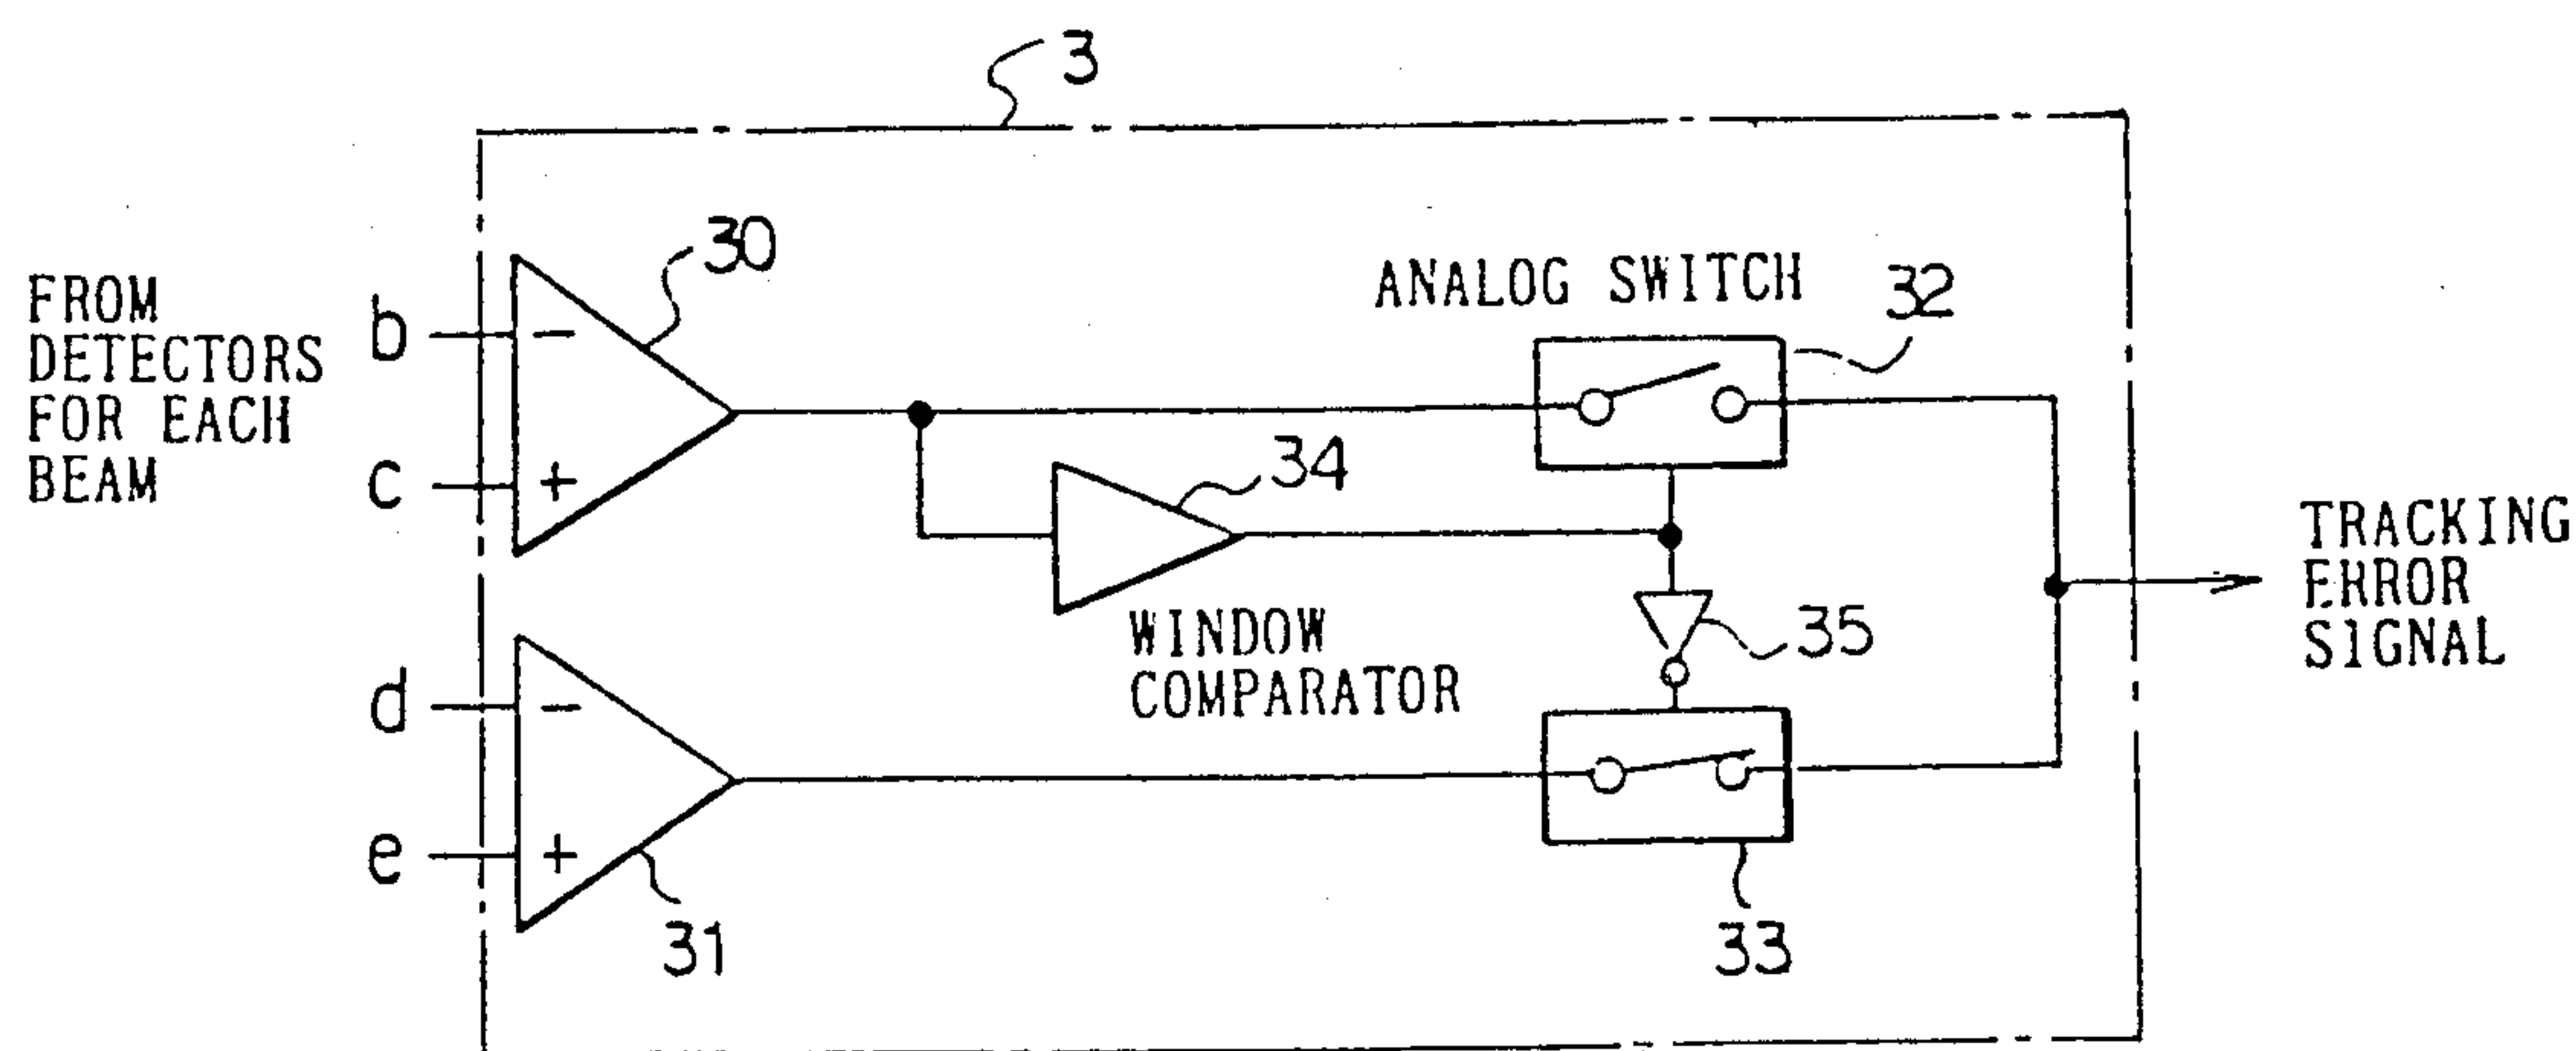 3
30
ANALOG SWITCH
32
FROM
DETECTORS
FOR EACH
BEAM
b
−
c
+
34
WINDOW
COMPARATOR
35
TRACKING
ERROR
SIGNAL
d
−
e
+
31
33